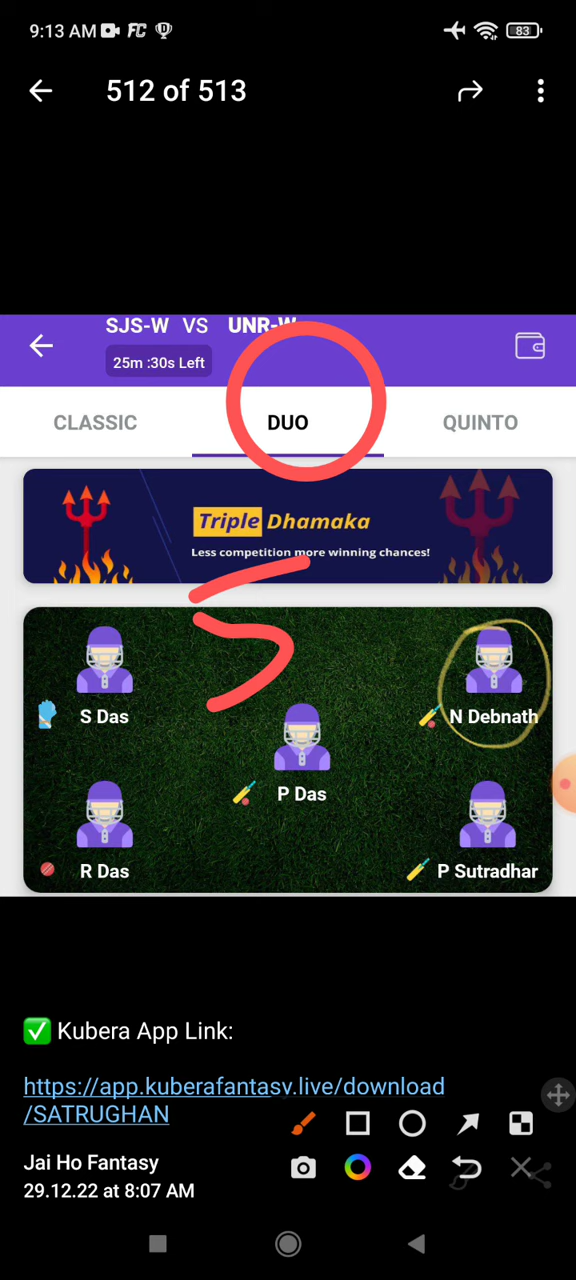 9:13 AM FC 83
512 of 513
SJS-W VS UNR-W
25m :30s Left
CLASSIC DUO QUINTO
Triple Dhamaka
Less competition more winning chances!
5
S Das
N Debnath
P Das
R Das
P Sutradhar
Kubera App Link:
https://app.kuberafantasy.live/download
/SATRUGHAN
Jai Ho Fantasy
29.12.22 at 8:07 AM